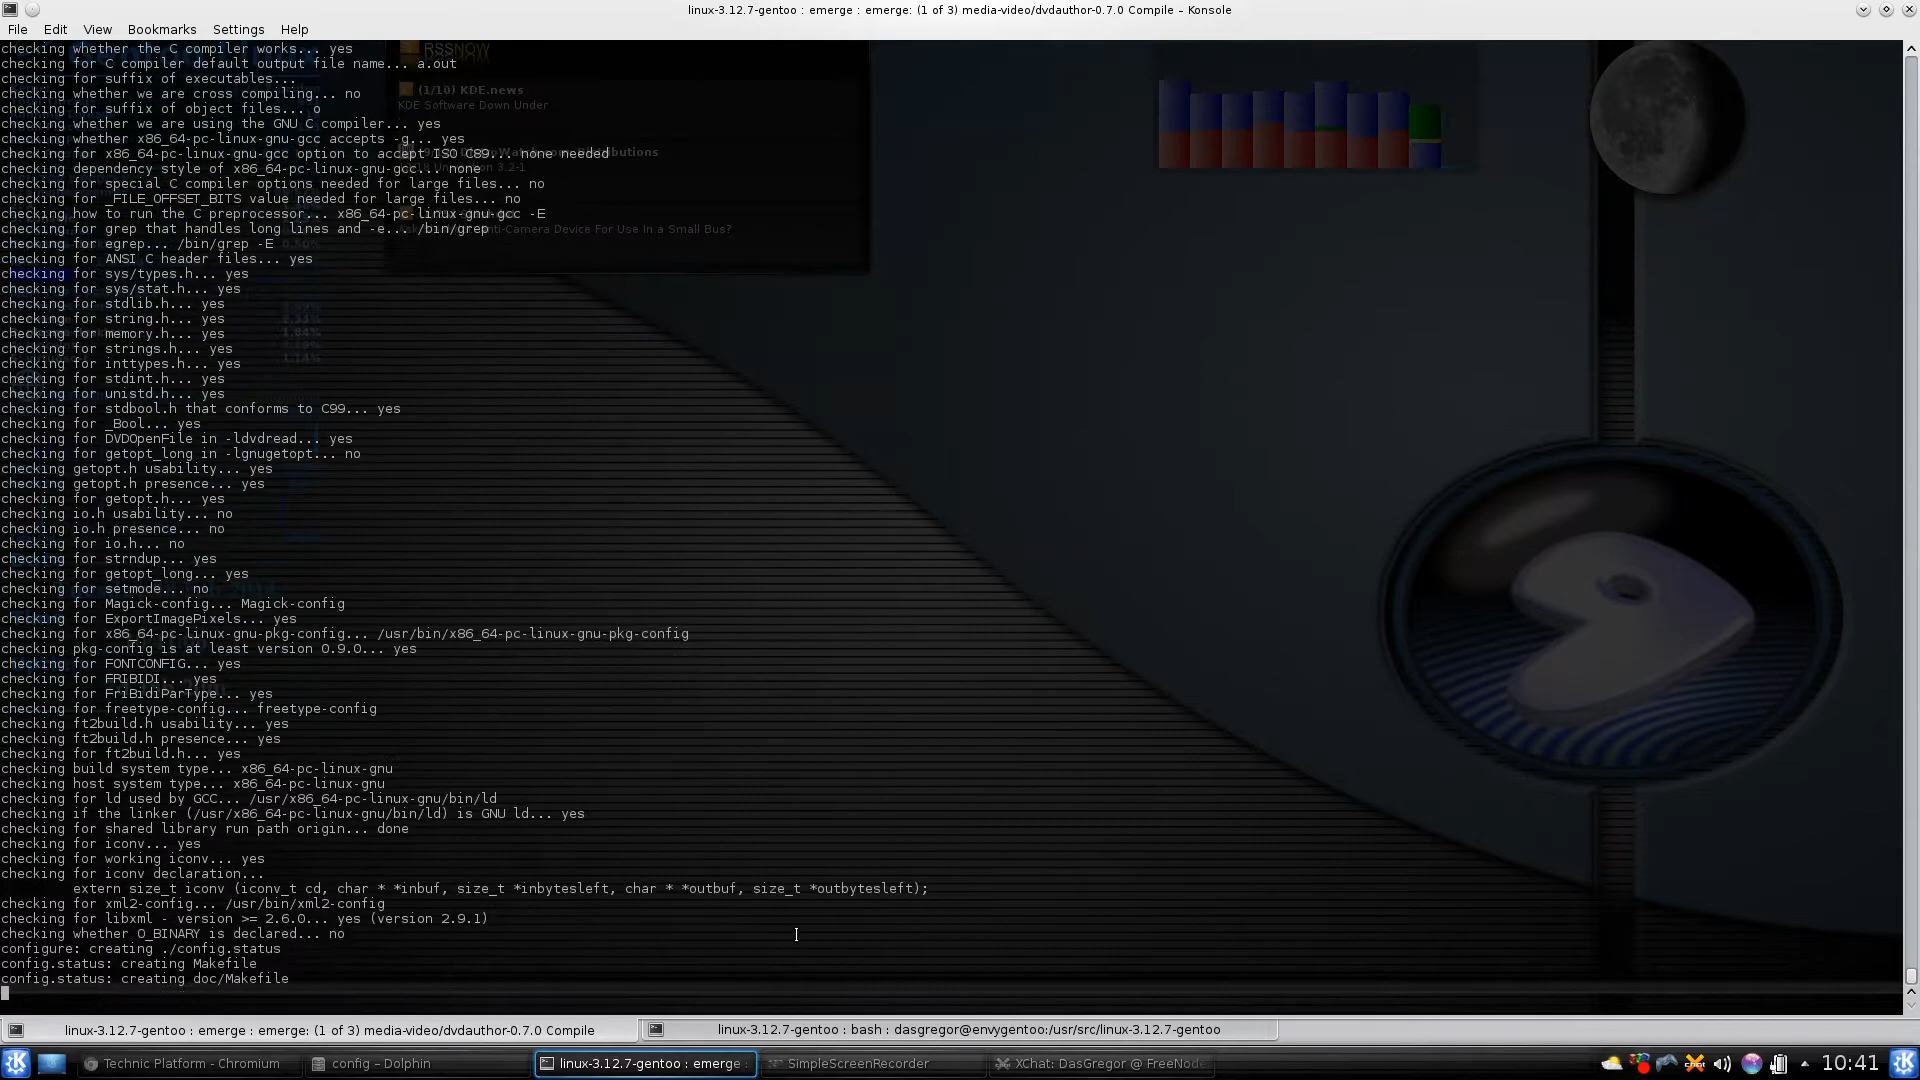 linux-3.12.7-gentoo : emerge : emerge: (1 of 3) media-video/dvdauthor-0.7.0 Compile – Konsole
File Edit View Bookmarks Settings Help
checking whether the C compiler works... yes
RSSNOW
checking for C compiler default output file name... a.out
checking for suffix of executables...
(1/10) KDE.news
checking whether we are cross compiling... no
KDE Software Down Under
checking for suffix of object files... o
checking whether we are using the GNU C compiler... yes
checking whether x86_64-pc-linux-gnu-gcc accepts -g... yes
checking for x86_64-pc-linux-gnu-gcc option to accept ISO C89... none needed
checking dependency style of x86_64-pc-linux-gnu-gcc... none
checking for special C compiler options needed for large files... no
checking for _FILE_OFFSET_BITS value needed for large files... no
checking how to run the C preprocessor... x86_64-pc-linux-gnu-gcc -E
checking for grep that handles long lines and -e... /bin/grep
Anti-Camera Device For Use In a Small Bus?
checking for egrep... /bin/grep -E
checking for ANSI C header files... yes
checking for sys/types.h... yes
checking for sys/stat.h... yes
checking for stdlib.h... yes
checking for string.h... yes
checking for memory.h... yes
checking for strings.h... yes
checking for inttypes.h... yes
checking for stdint.h... yes
checking for unistd.h... yes
checking for stdbool.h that conforms to C99... yes
checking for _Bool... yes
checking for DVDOpenFile in -ldvdread... yes
checking for getopt_long in -lgnugetopt... no
checking getopt.h usability... yes
checking getopt.h presence... yes
checking for getopt.h... yes
checking io.h usability... no
checking io.h presence... no
checking for io.h... no
checking for strndup... yes
checking for getopt_long... yes
checking for setmode... no
checking for Magick-config... Magick-config
checking for ExportImagePixels... yes
checking for x86_64-pc-linux-gnu-pkg-config... /usr/bin/x86_64-pc-linux-gnu-pkg-config
checking pkg-config is at least version 0.9.0... yes
checking for FONTCONFIG... yes
checking for FRIBIDI... yes
checking for FriBidiParType... yes
checking for freetype-config... freetype-config
checking ft2build.h usability... yes
checking ft2build.h presence... yes
checking for ft2build.h... yes
checking build system type... x86_64-pc-linux-gnu
checking host system type... x86_64-pc-linux-gnu
checking for ld used by GCC... /usr/x86_64-pc-linux-gnu/bin/ld
checking if the linker (/usr/x86_64-pc-linux-gnu/bin/ld) is GNU ld... yes
checking for shared library run path origin... done
checking for iconv... yes
checking for working iconv... yes
checking for iconv declaration...
extern size_t iconv (iconv_t cd, char * *inbuf, size_t *inbytesleft, char * *outbuf, size_t *outbytesleft);
checking for xml2-config... /usr/bin/xml2-config
checking for libxml - version >= 2.6.0... yes (version 2.9.1)
checking whether O_BINARY is declared... no
configure: creating ./config.status
config.status: creating Makefile
config.status: creating doc/Makefile
linux-3.12.7-gentoo : emerge : emerge: (1 of 3) media-video/dvdauthor-0.7.0 Compile
linux-3.12.7-gentoo : bash : dasgregor@envygentoo:/usr/src/linux-3.12.7-gentoo
Technic Platform - Chromium
config – Dolphin
linux-3.12.7-gentoo : emerge :
SimpleScreenRecorder
XChat: DasGregor @ FreeNode
10:41